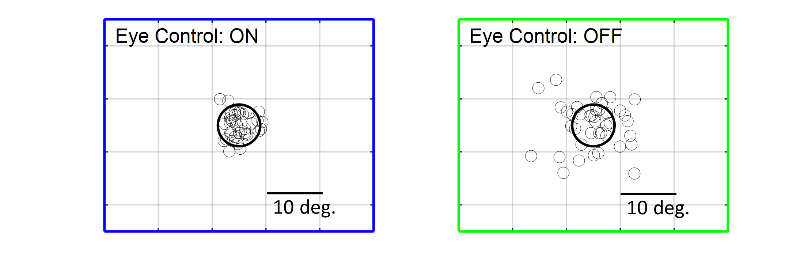 Eye Control: ON
10 deg.
Eye Control: OFF
10 deg.